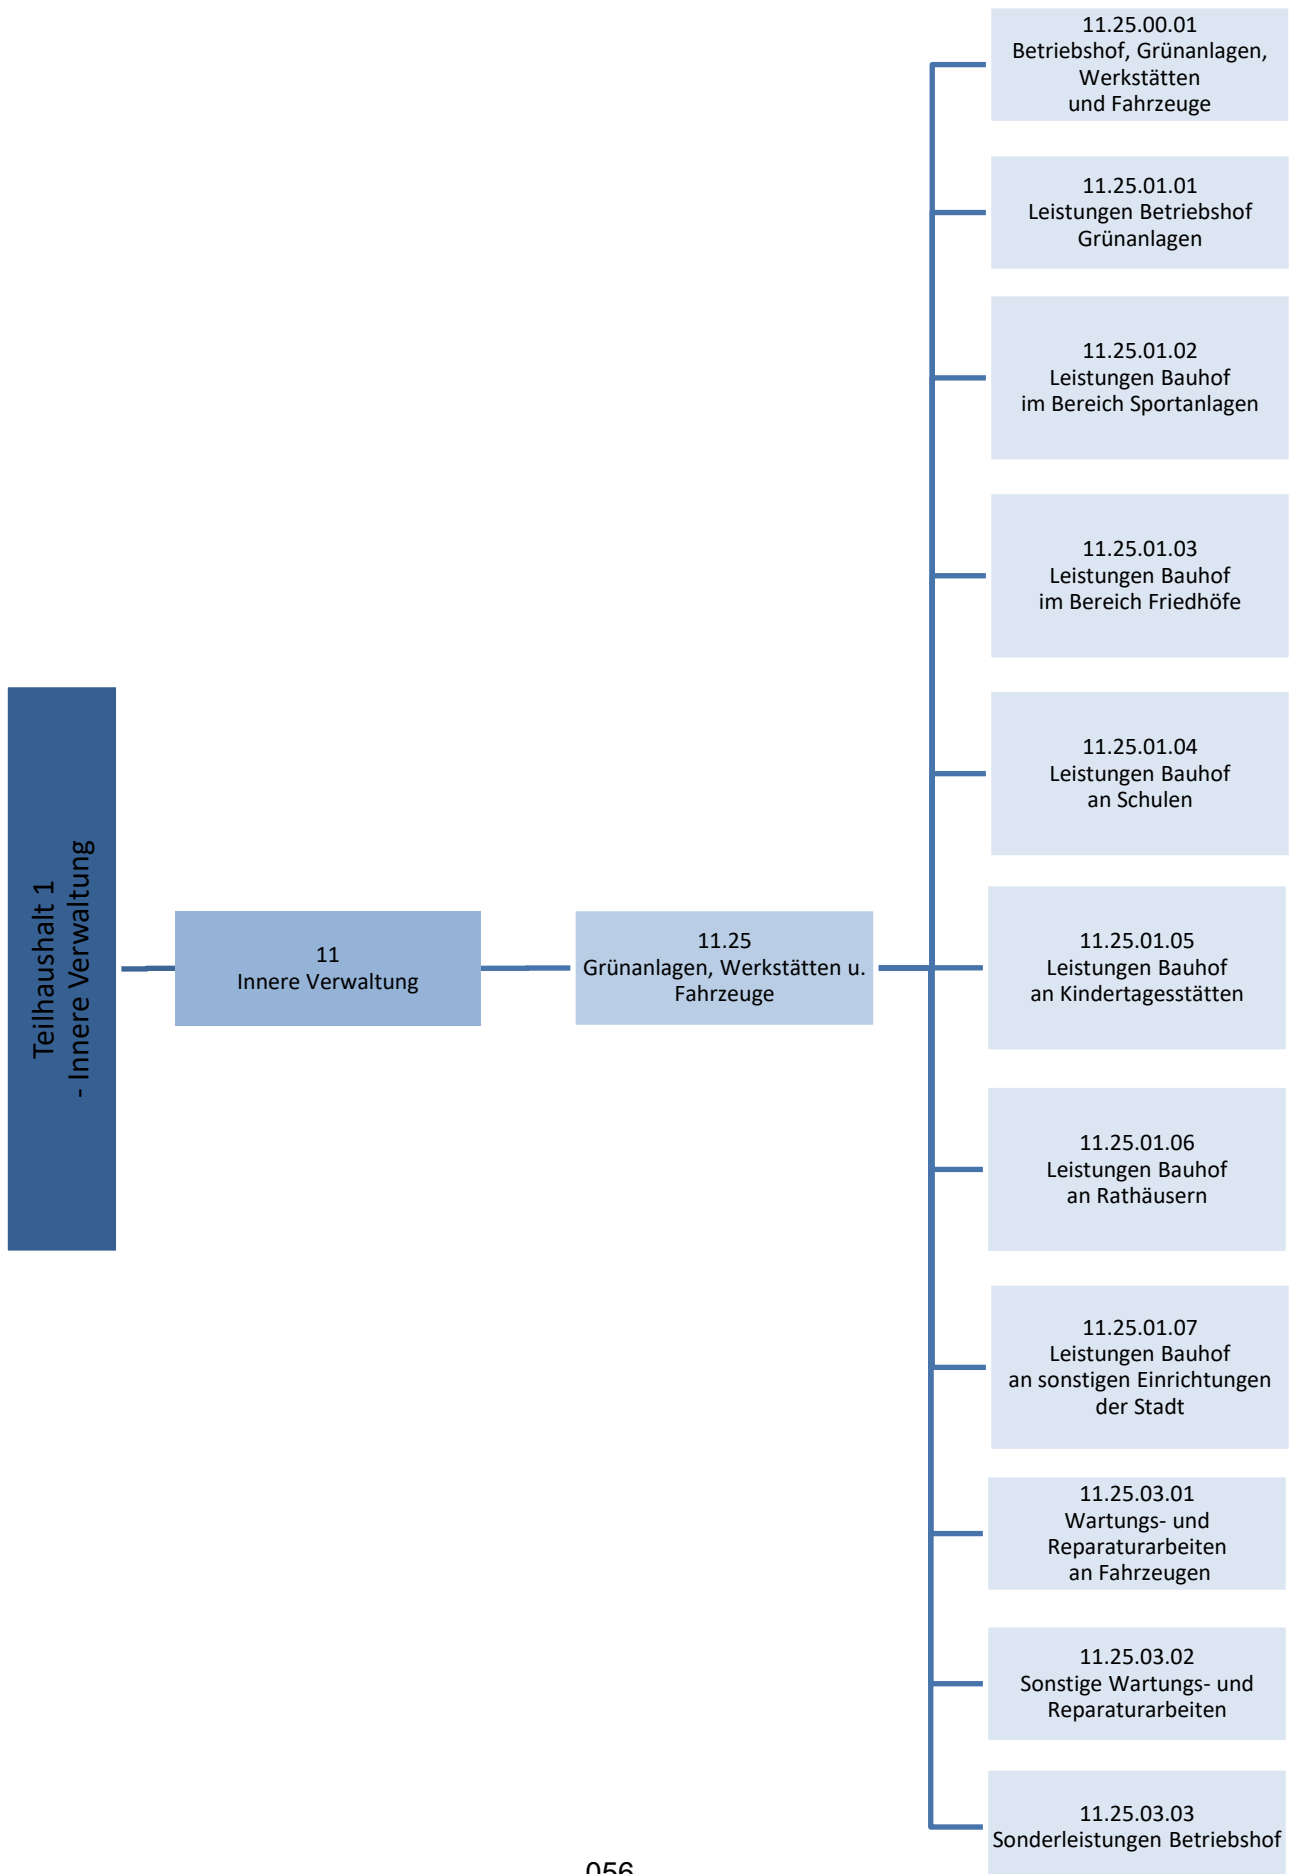 Teilhaushalt 1
- Innere Verwaltung
11
Innere Verwaltung
11.25
Grünanlagen, Werkstätten u.
Fahrzeuge
11.25.00.01
Betriebshof, Grünanlagen,
Werkstätten
und Fahrzeuge
11.25.01.01
Leistungen Betriebshof
Grünanlagen
11.25.01.02
Leistungen Bauhof
im Bereich Sportanlagen
11.25.01.03
Leistungen Bauhof
im Bereich Friedhöfe
11.25.01.04
Leistungen Bauhof
an Schulen
11.25.01.05
Leistungen Bauhof
an Kindertagesstätten
11.25.01.06
Leistungen Bauhof
an Rathäusern
11.25.01.07
Leistungen Bauhof
an sonstigen Einrichtungen
der Stadt
11.25.03.01
Wartungs- und
Reparaturarbeiten
an Fahrzeugen
11.25.03.02
Sonstige Wartungs- und
Reparaturarbeiten
11.25.03.03
Sonderleistungen Betriebshof
056